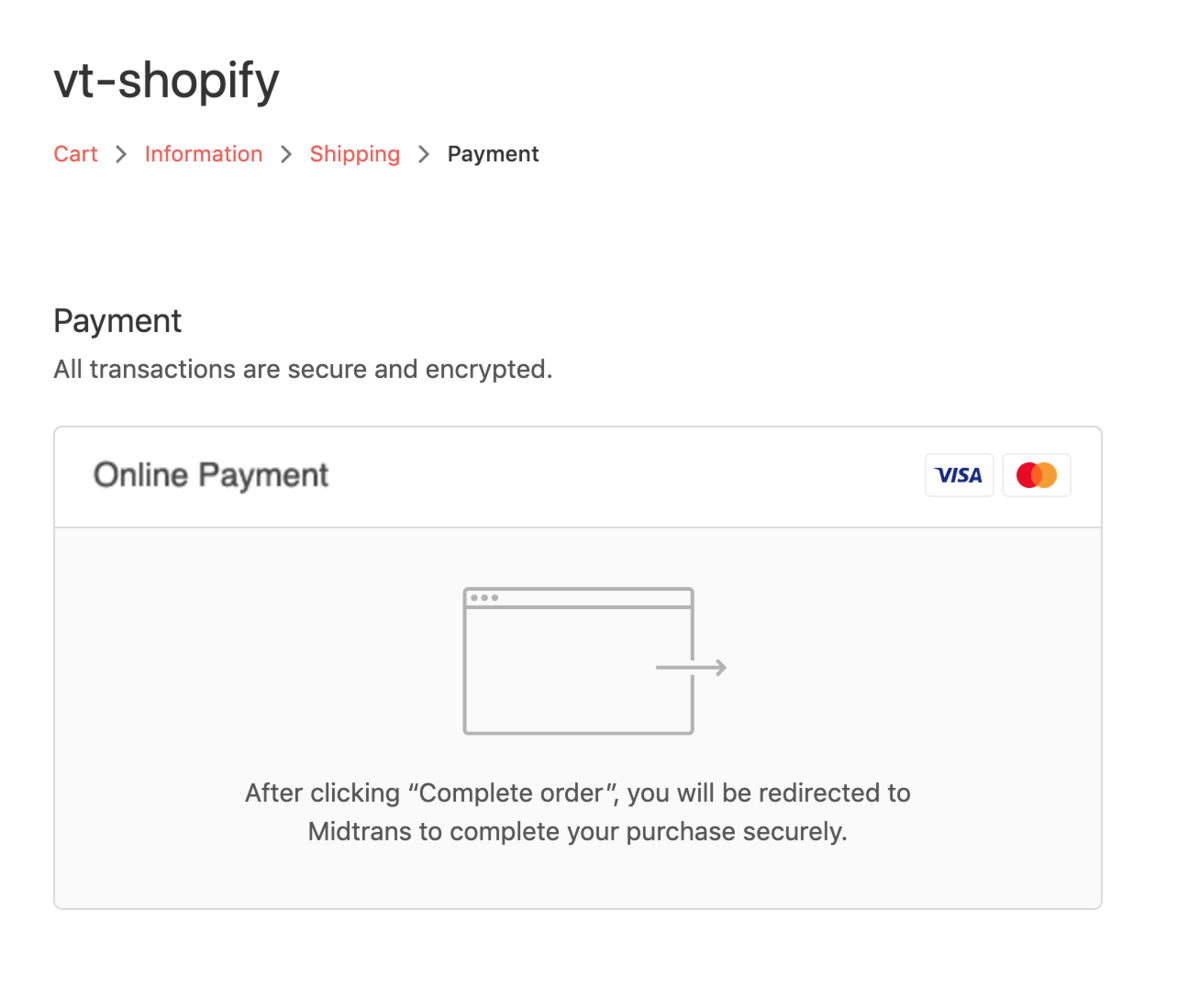 vt-shopify
Cart > Information > Shipping > Payment
Payment
All transactions are secure and encrypted.
Online Payment VISA
After clicking “Complete order”, you will be redirected to
Midtrans to complete your purchase securely.